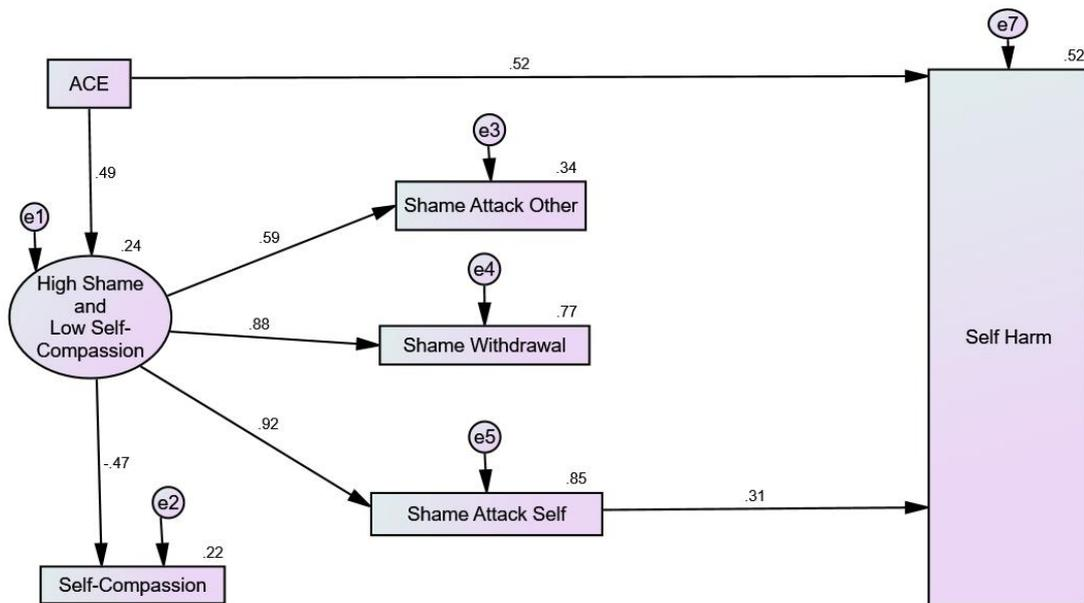 e7
.52
ACE
.52
e3
.49
.34
Shame Attack Other
e1
.24
.59
High Shame
and
Low Self-
Compassion
e4
.77
.88
Shame Withdrawal
Self Harm
.92
e5
-.47
.85
Shame Attack Self
.31
e2
.22
Self-Compassion